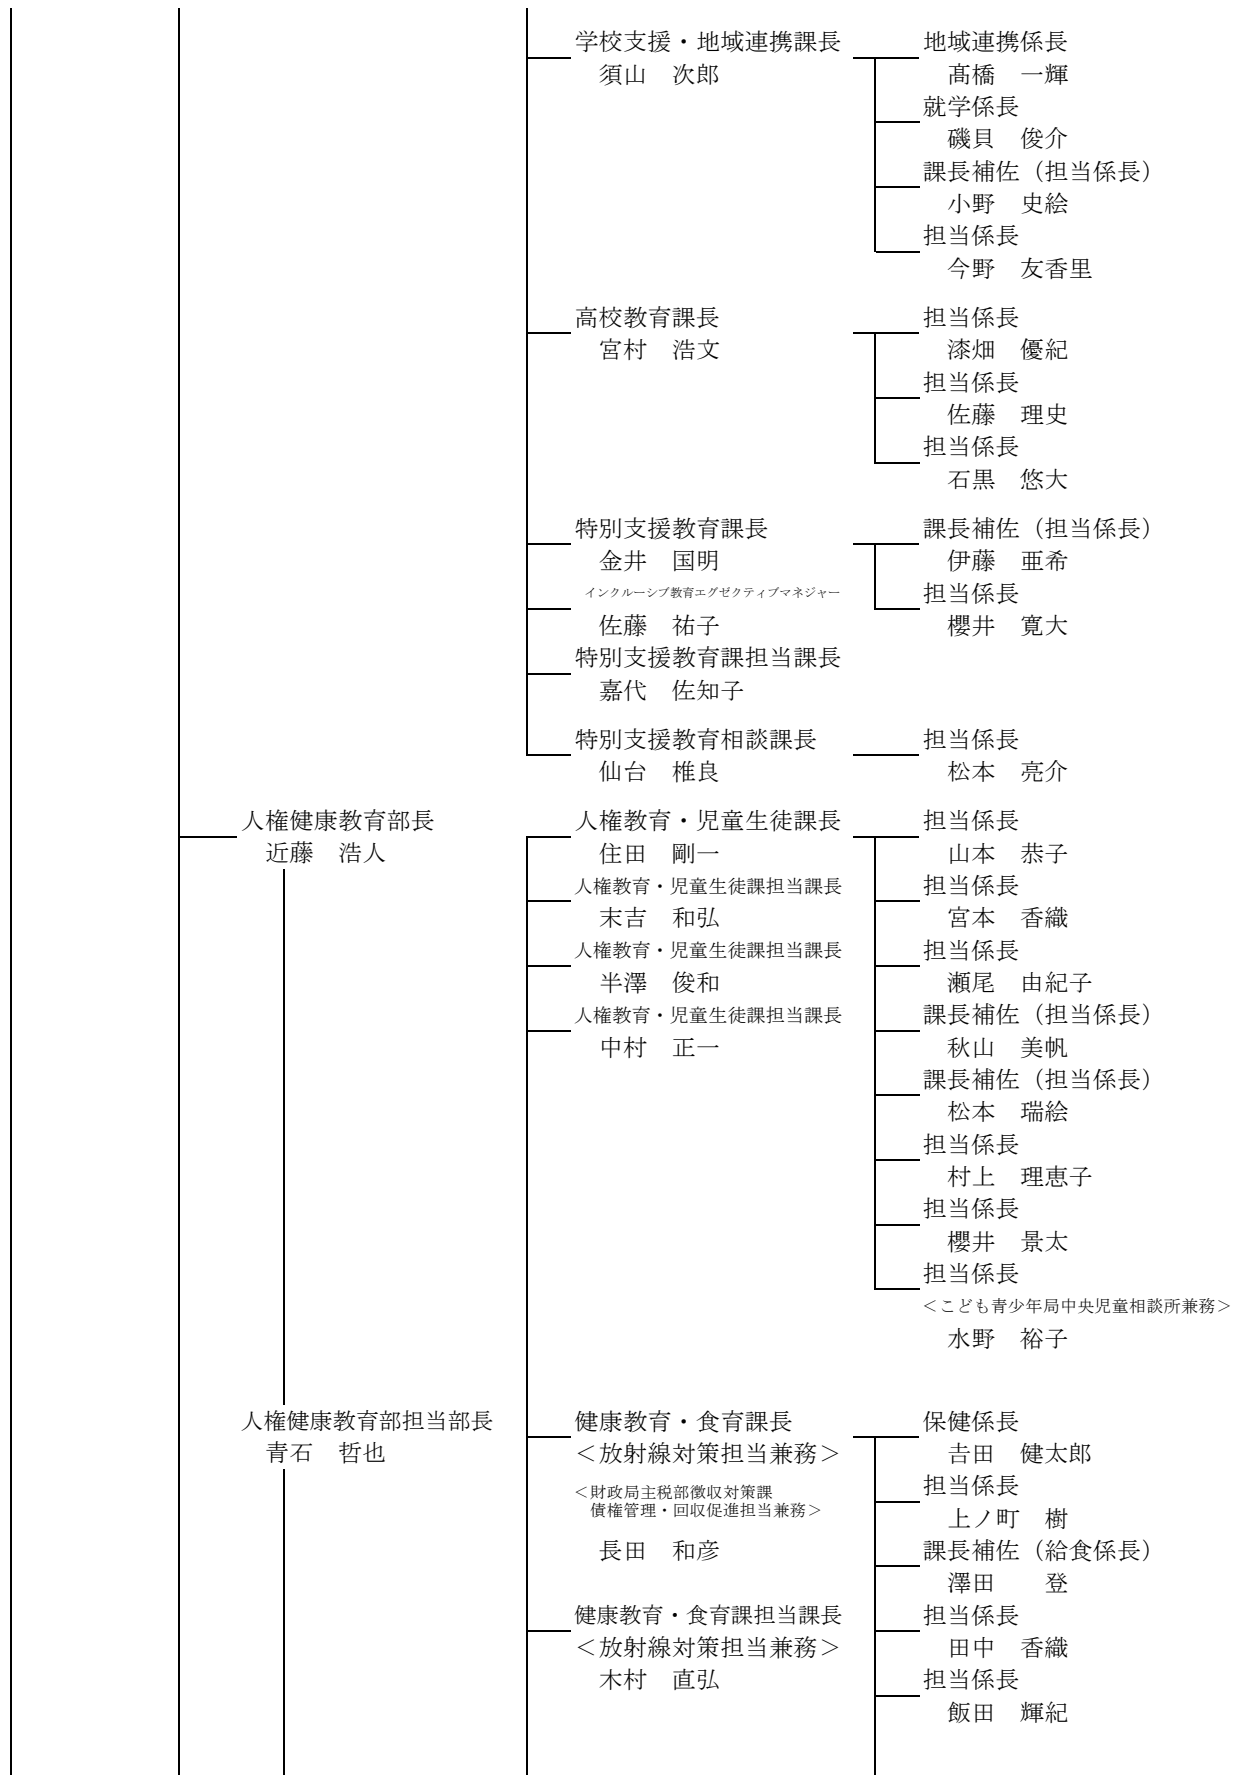 学校支援・地域連携課長
須山　次郎
地域連携係長
髙橋　一輝
就学係長
磯貝　俊介
課長補佐（担当係長）
小野　史絵
担当係長
今野　友香里
高校教育課長
宮村　浩文
担当係長
漆畑　優紀
担当係長
佐藤　理史
担当係長
石黒　悠大
特別支援教育課長
金井　国明
インクルーシブ教育エグゼクティブマネジャー
佐藤　祐子
特別支援教育課担当課長
嘉代　佐知子
課長補佐（担当係長）
伊藤　亜希
担当係長
櫻井　寛大
特別支援教育相談課長
仙台　椎良
担当係長
松本　亮介
人権健康教育部長
近藤　浩人
人権教育・児童生徒課長
住田　剛一
人権教育・児童生徒課担当課長
末吉　和弘
人権教育・児童生徒課担当課長
半澤　俊和
人権教育・児童生徒課担当課長
中村　正一
担当係長
山本　恭子
担当係長
宮本　香織
担当係長
瀬尾　由紀子
課長補佐（担当係長）
秋山　美帆
課長補佐（担当係長）
松本　瑞絵
担当係長
村上　理恵子
担当係長
櫻井　景太
担当係長
＜こども青少年局中央児童相談所兼務＞
水野　裕子
人権健康教育部担当部長
青石　哲也
健康教育・食育課長
＜放射線対策担当兼務＞
＜財政局主税部徴収対策課
債権管理・回収促進担当兼務＞
長田　和彦
健康教育・食育課担当課長
＜放射線対策担当兼務＞
木村　直弘
保健係長
𠮷田　健太郎
担当係長
上ノ町　樹
課長補佐（給食係長）
澤田　　登
担当係長
田中　香織
担当係長
飯田　輝紀